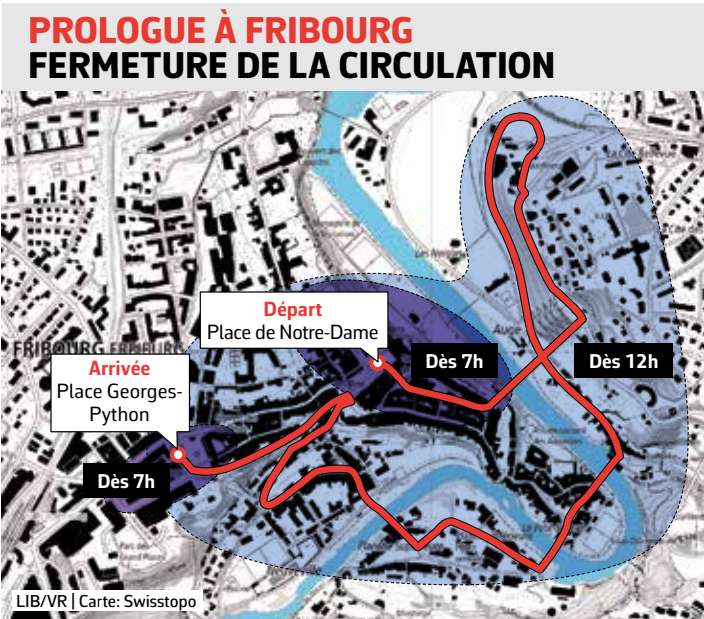 PROLOGUE À FRIBOURG
FERMETURE DE LA CIRCULATION
Départ
Place de Notre-Dame
Dès 7h
Auge
Dès 12h
FRIBOURG FREIBURG
Arrivée
Place Georges-
Python
Dès 7h
LIB/VR | Carte: Swisstopo